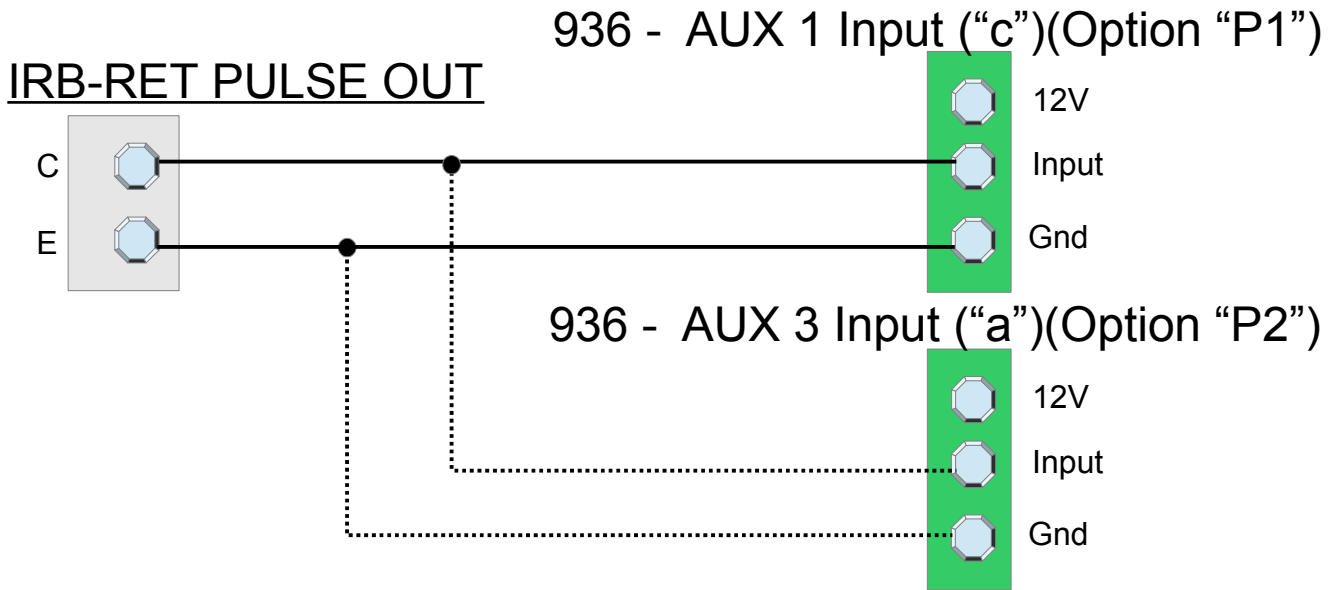 936 -  AUX 1 Input (“c”)(Option “P1”)
IRB-RET PULSE OUT
12V
C
Input
E
Gnd
936 -  AUX 3 Input (“a”)(Option “P2”)
12V
Input
Gnd